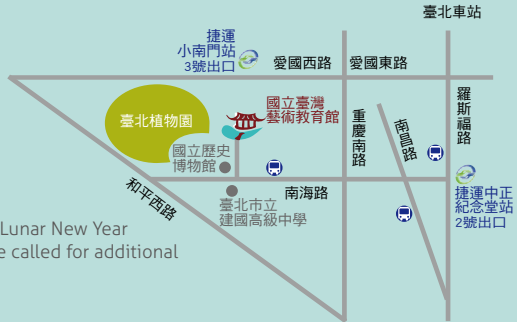 臺北車站
捷運
小南門站
3號出口
愛國西路
愛國東路
國立臺灣
藝術教育館
臺北植物園
重慶南路
南昌路
羅斯福路
國立歷史
博物館
和平西路
南海路
捷運中正
紀念堂站
2號出口
臺北市立
建國高級中學
Lunar New Year
e called for additional